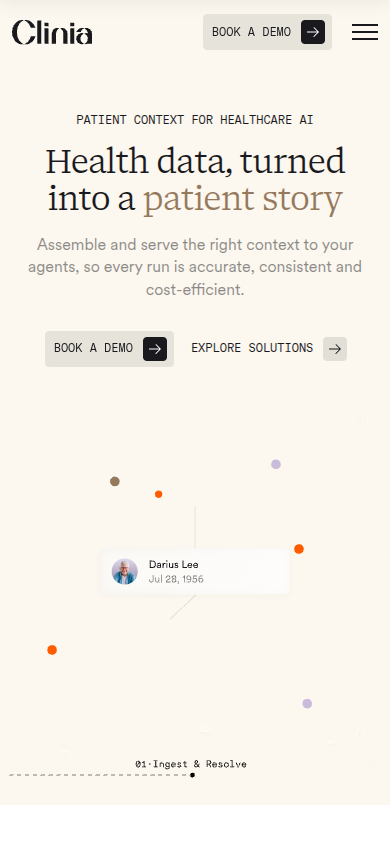 Clinia
BOOK A DEMO
PATIENT CONTEXT FOR HEALTHCARE AI
Health data, turned
into a patient story
Assemble and serve the right context to your
agents, so every run is accurate, consistent and
cost-efficient.
BOOK A DEMO
EXPLORE SOLUTIONS
Darius Lee
Jul 28, 1956
01·Ingest & Resolve